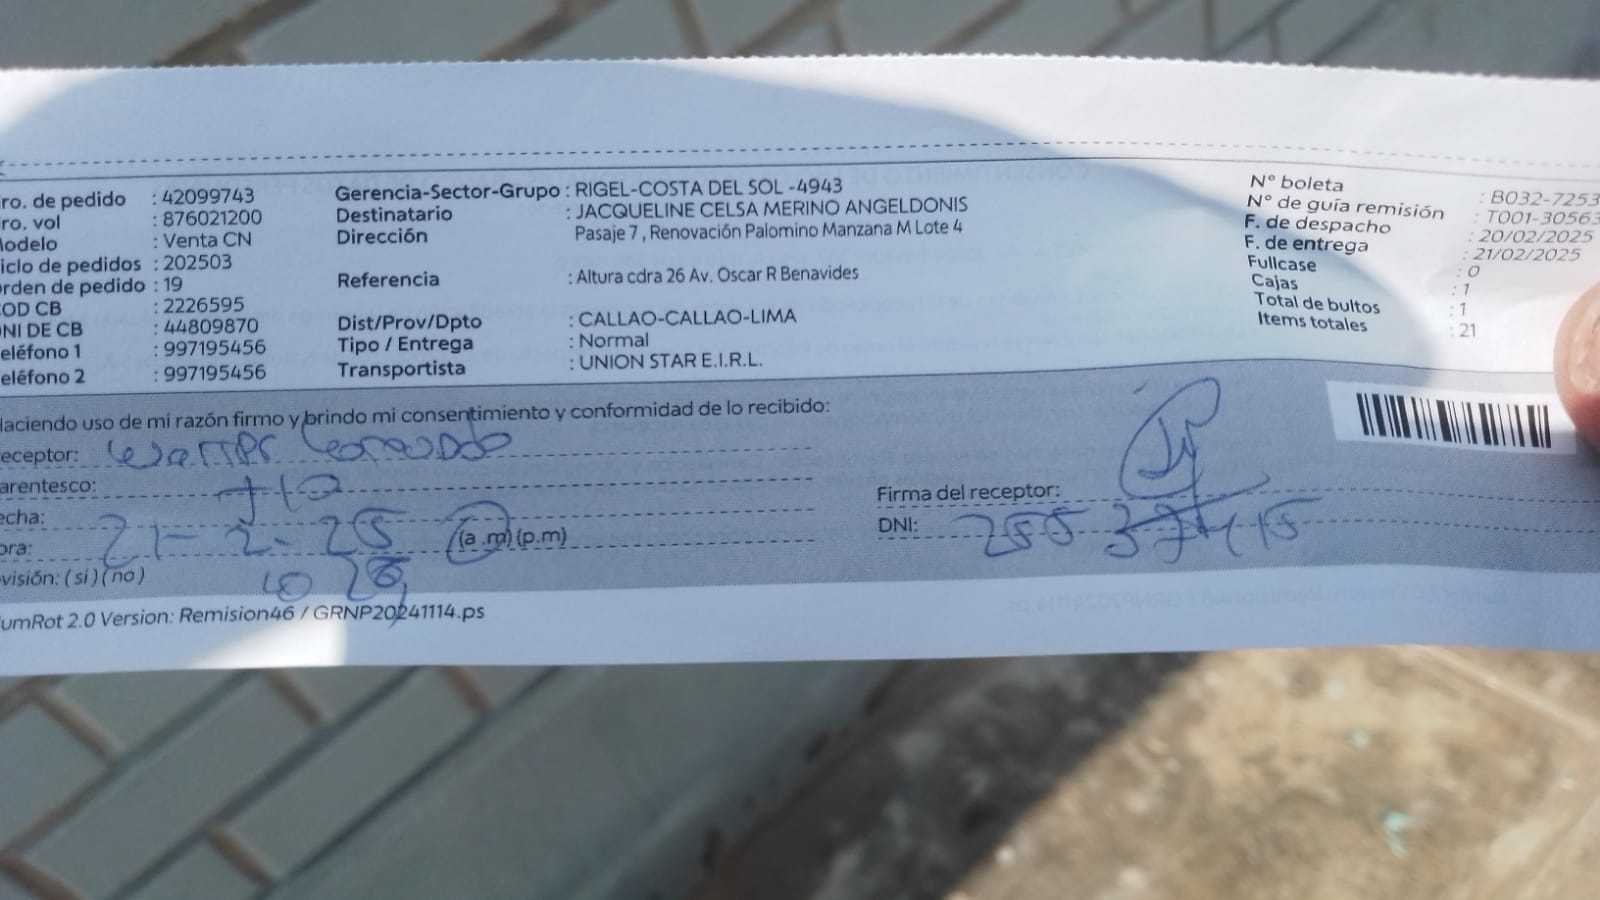 ro. de pedido : 42099743 Gerencia-Sector-Grupo : RIGEL-COSTA DEL SOL -4943 N° boleta : B032-7253
ro. vol : 876021200 Destinatario : JACQUELINE CELSA MERINO ANGELDONIS N° de guía remisión : T001-30563
odelo : Venta CN Dirección Pasaje 7 , Renovación Palomino Manzana M Lote 4 F. de despacho : 20/02/2025
iclo de pedidos : 202503 F. de entrega : 21/02/2025
rden de pedido : 19 Referencia : Altura cdra 26 Av. Oscar R Benavides Fullcase : 0
OD CB : 2226595 Cajas : 1
NI DE CB : 44809870 Dist/Prov/Dpto : CALLAO-CALLAO-LIMA Total de bultos : 1
eléfono 1 : 997195456 Tipo / Entrega : Normal Items totales : 21
eléfono 2 : 997195456 Transportista : UNION STAR E.I.R.L.
Haciendo uso de mi razón firmo y brindo mi consentimiento y conformidad de lo recibido:
eceptor:
arentesco: Firma del receptor:
echa: 21-2-25 (a .m) (p.m) DNI:
ora: 10 26
visión: ( si ) ( no )
umRot 2.0 Version: Remision46 / GRNP20241114.ps